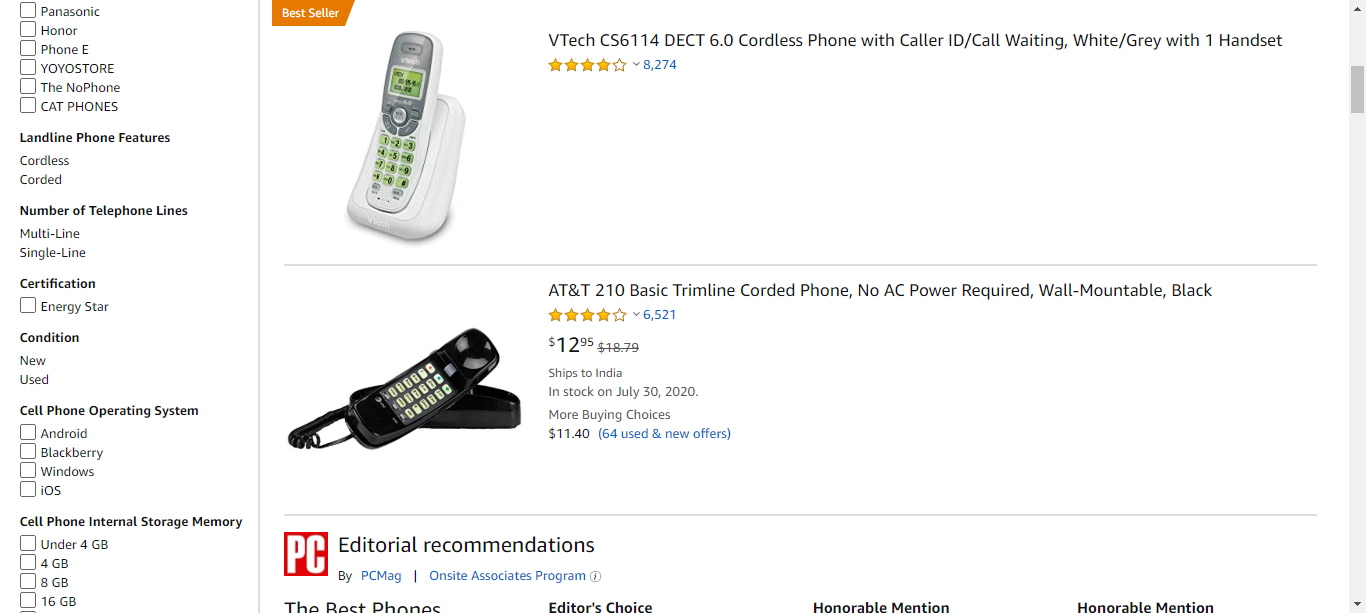 Panasonic
Honor
Phone E
YOYOSTORE
The NoPhone
CAT PHONES
Landline Phone Features
Cordless
Corded
Number of Telephone Lines
Multi-Line
Single-Line
Certification
Energy Star
Condition
New
Used
Cell Phone Operating System
Android
Blackberry
Windows
iOS
Cell Phone Internal Storage Memory
Under 4 GB
4 GB
8 GB
16 GB
Best Seller
vtech
VTech CS6114 DECT 6.0 Cordless Phone with Caller ID/Call Waiting, White/Grey with 1 Handset
8,274
AT&T 210 Basic Trimline Corded Phone, No AC Power Required, Wall-Mountable, Black
6,521
$1295 $18.79
Ships to India
In stock on July 30, 2020.
More Buying Choices
$11.40 (64 used & new offers)
PC
Editorial recommendations
By PCMag | Onsite Associates Program
The Best Phones
Editor's Choice
Honorable Mention
Honorable Mention